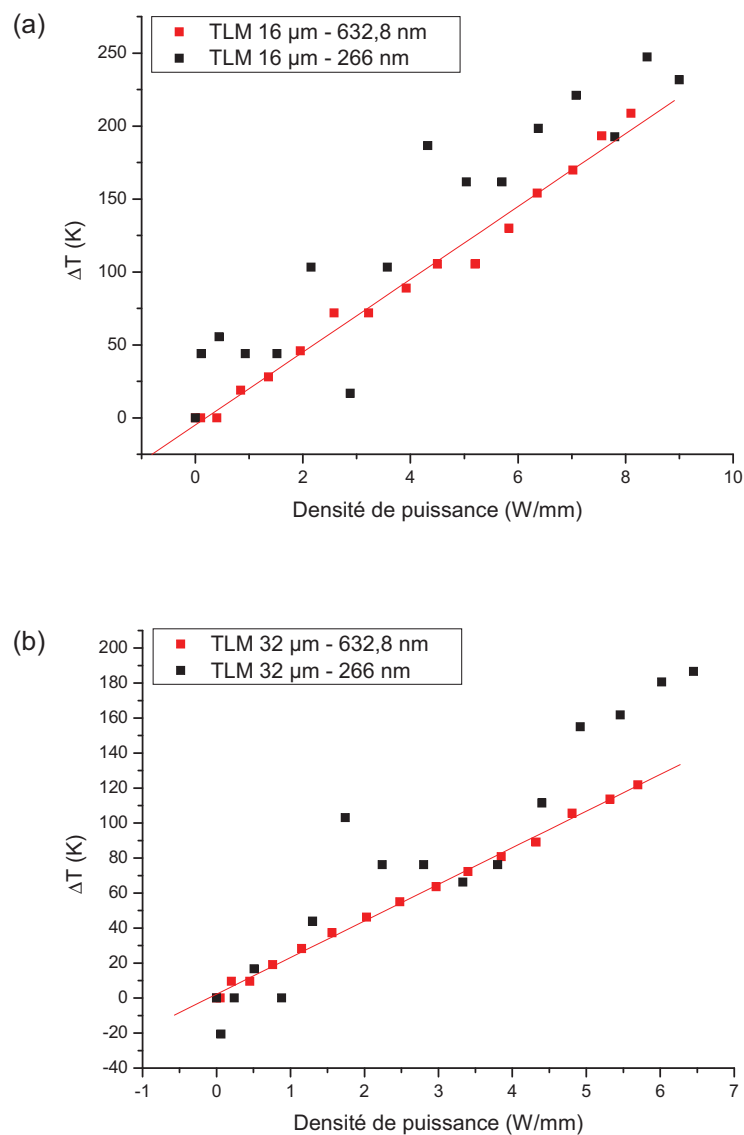 (a)
TLM 16 µm - 632,8 nm
TLM 16 µm - 266 nm
250
200
150
100
50
0
ΔT (K)
0 2 4 6 8 10
Densité de puissance (W/mm)
(b)
TLM 32 µm - 632,8 nm
TLM 32 µm - 266 nm
200
180
160
140
120
100
80
60
40
20
0
-20
-40
ΔT (K)
-1 0 1 2 3 4 5 6 7
Densité de puissance (W/mm)